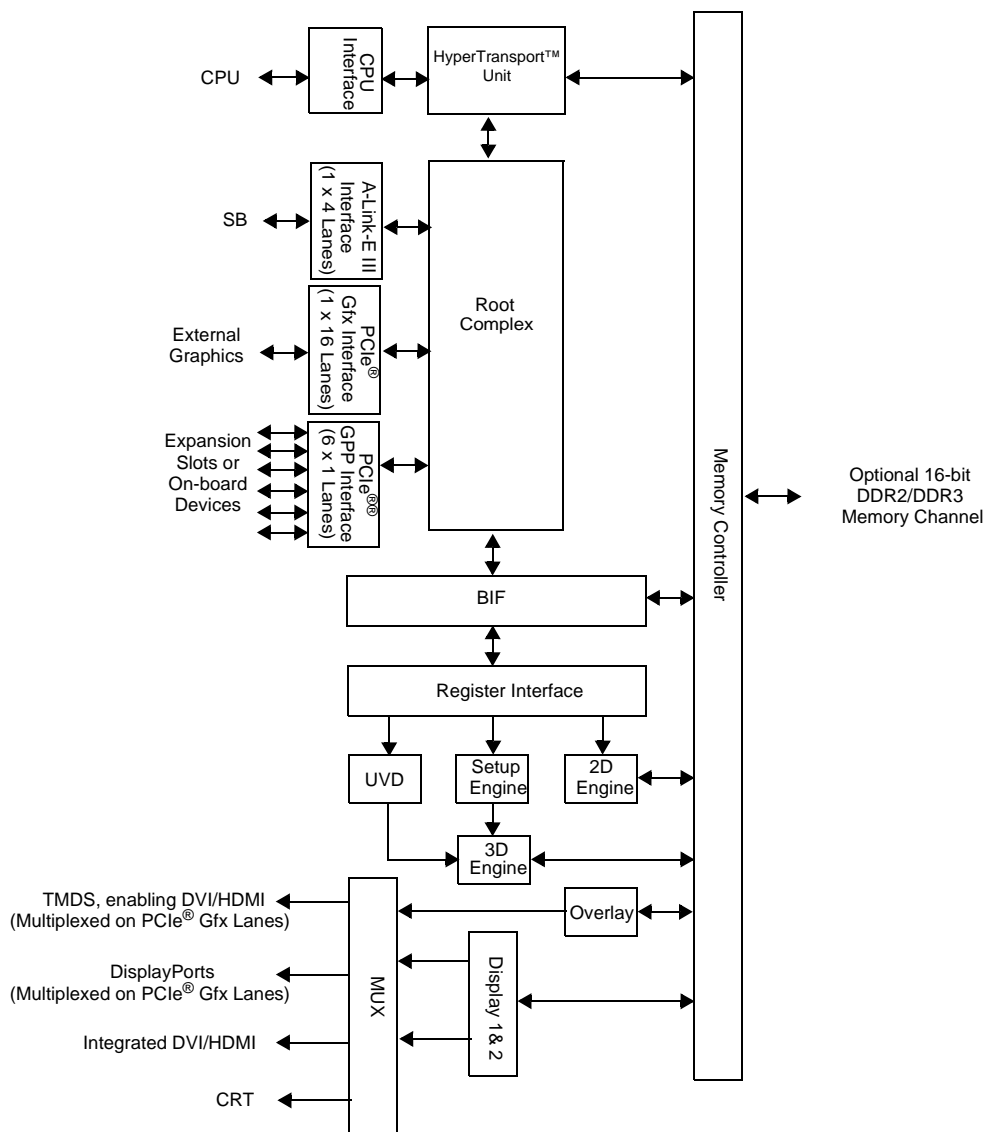 CPU
CPU
Interface
HyperTransport™
Unit
SB
A-Link-E III
Interface
(1 x 4 Lanes)
Root
Complex
External
Graphics
PCIe®
Gfx Interface
(1 x 16 Lanes)
Expansion
Slots or
On-board
Devices
PCIe®®
GPP Interface
(6 x 1 Lanes)
Memory Controller
Optional 16-bit
DDR2/DDR3
Memory Channel
BIF
Register Interface
UVD
Setup
Engine
2D
Engine
3D
Engine
TMDS, enabling DVI/HDMI
(Multiplexed on PCIe® Gfx Lanes)
Overlay
DisplayPorts
(Multiplexed on PCIe® Gfx Lanes)
MUX
Display 1& 2
Integrated DVI/HDMI
CRT